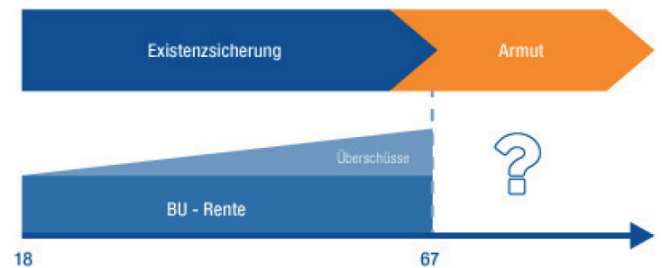 Existenzsicherung
Armut
Überschüsse
?
BU - Rente
18
67